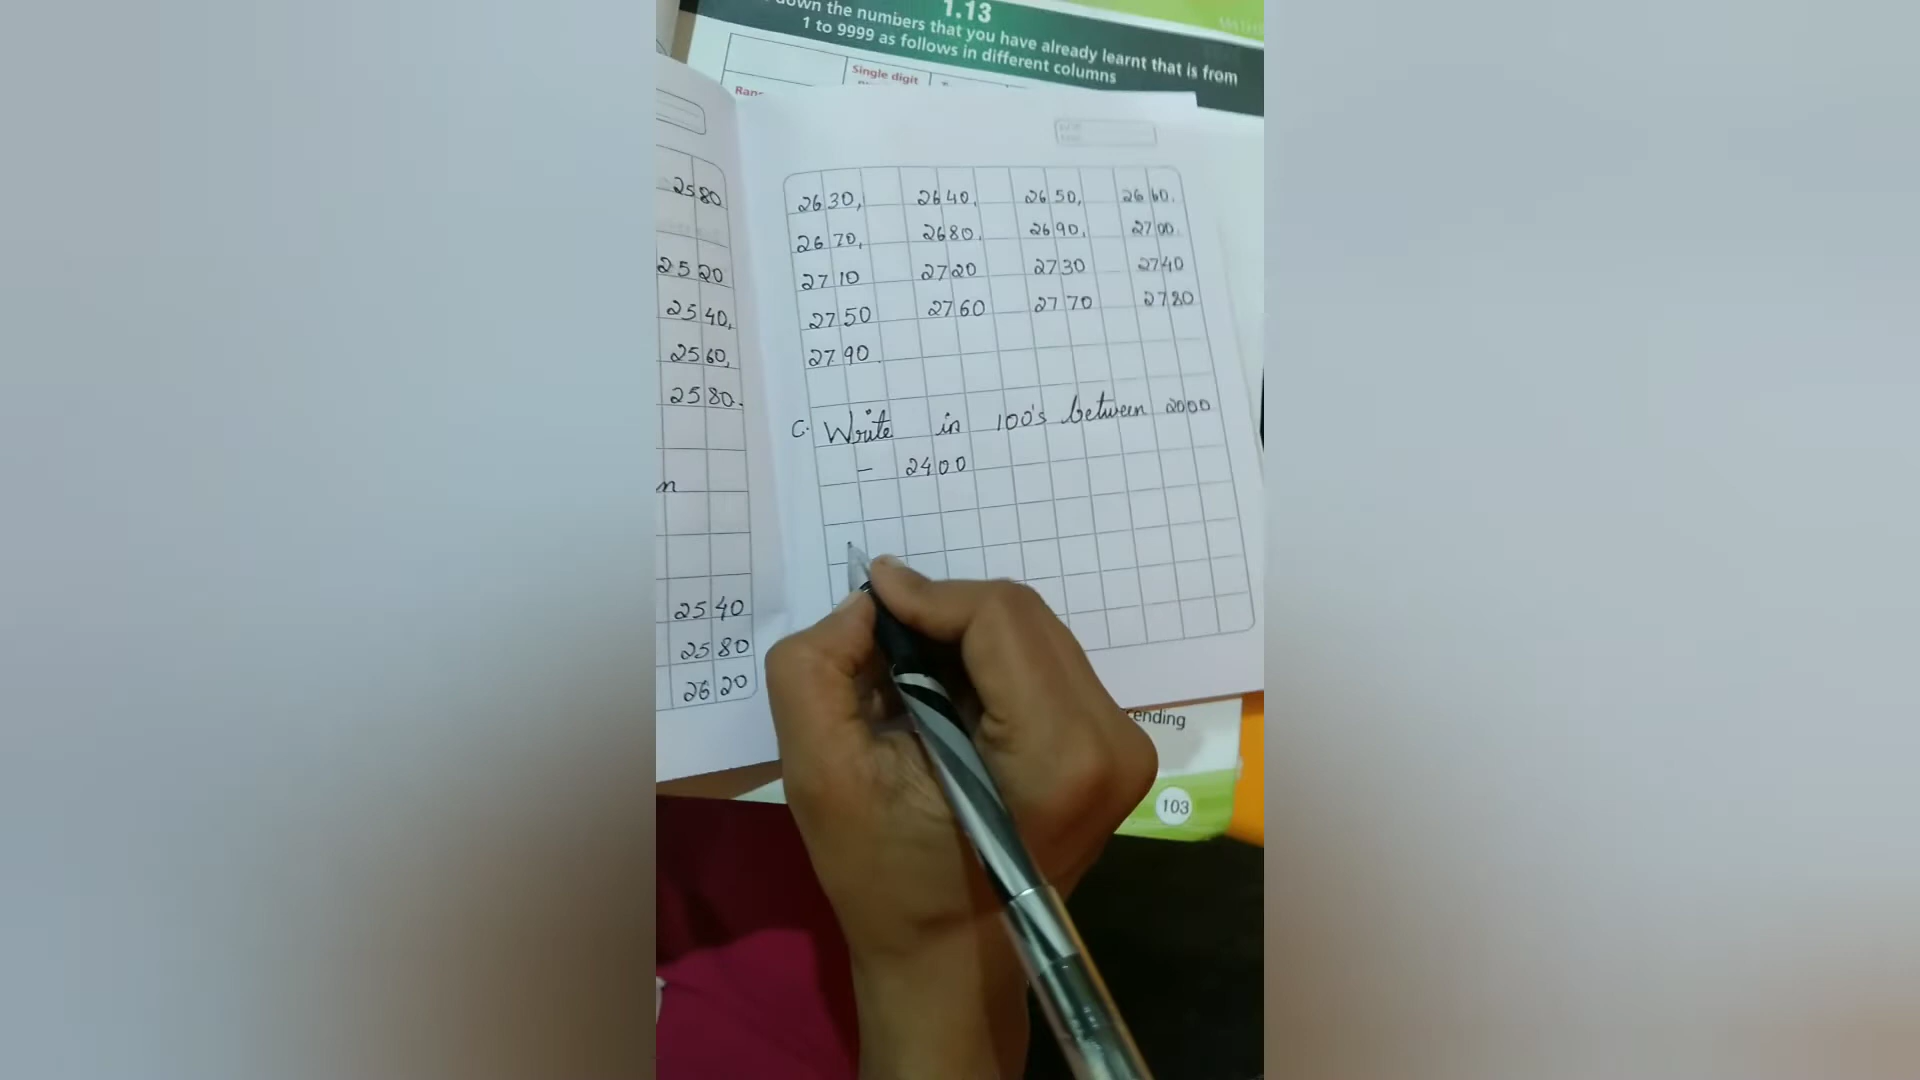 1.13
down the numbers that you have already learnt that is from
1 to 9999 as follows in different columns
Single digit
2580
2520
2540,
2560,
2580.
n
2540
2580
2620
2630, 2640, 2650, 2660.
2670, 2680, 2690, 2700.
2710 2720 2730 2740
2750 2760 2770 2780
2790
C. Write in 100's between 2000
- 2400
ending
103